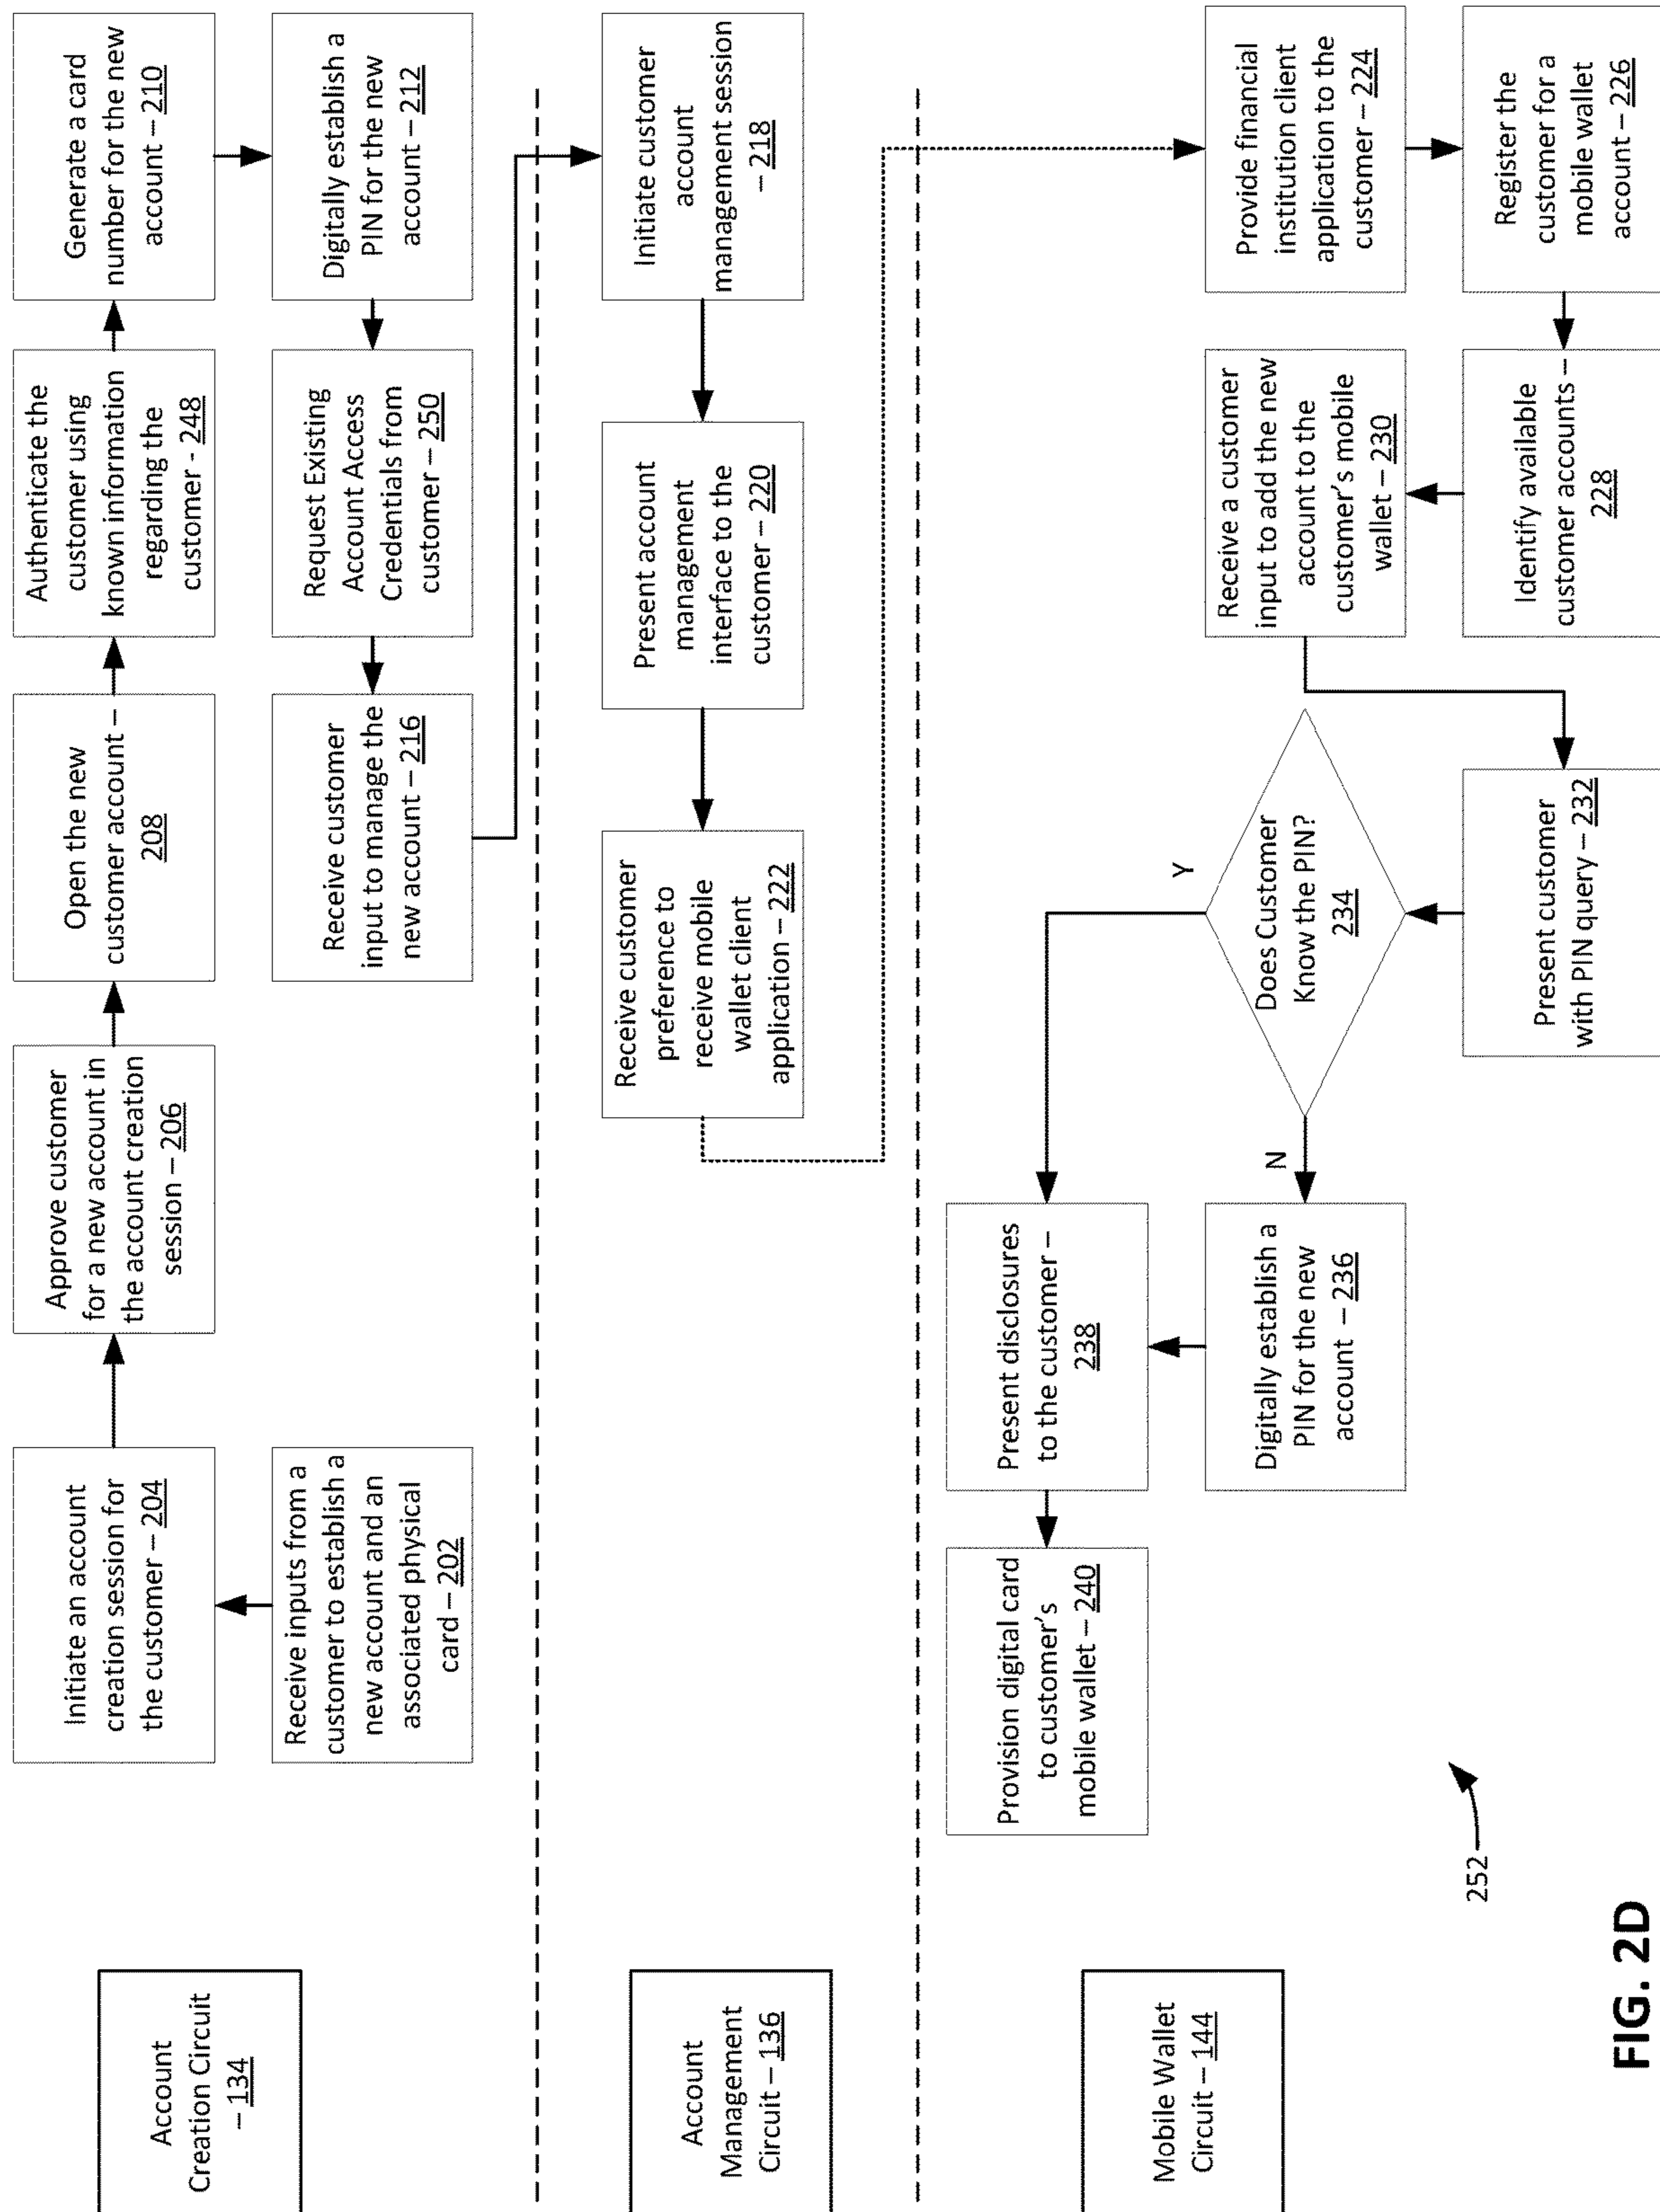 Account
Creation Circuit
– 134
Initiate an account
creation session for
the customer – 204
Receive inputs from a
customer to establish a
new account and an
associated physical
card – 202
Approve customer
for a new account in
the account creation
session – 206
Open the new
customer account –
208
Authenticate the
customer using
known information
regarding the
customer - 248
Generate a card
number for the new
account – 210
Digitally establish a
PIN for the new
account – 212
Request Existing
Account Access
Credentials from
customer – 250
Receive customer
input to manage the
new account – 216
Account
Management
Circuit – 136
Initiate customer
account
management session
– 218
Present account
management
interface to the
customer – 220
Receive customer
preference to
receive mobile
wallet client
application – 222
Mobile Wallet
Circuit – 144
Provide financial
institution client
application to the
customer – 224
Register the
customer for a
mobile wallet
account – 226
Identify available
customer accounts –
228
Receive a customer
input to add the new
account to the
customer's mobile
wallet – 230
Present customer
with PIN query – 232
Does Customer
Know the PIN?
234
Y
N
Digitally establish a
PIN for the new
account – 236
Present disclosures
to the customer –
238
Provision digital card
to customer's
mobile wallet – 240
252
FIG. 2D